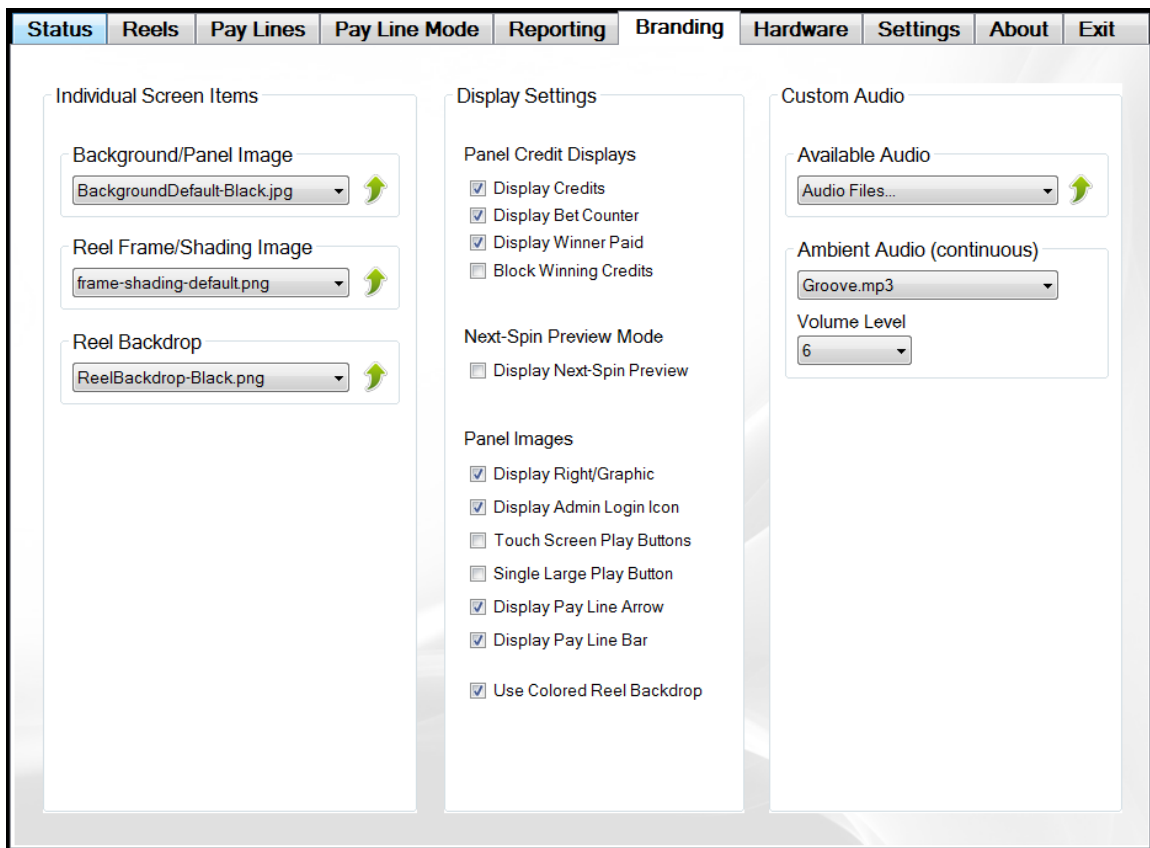 Status Reels Pay Lines Pay Line Mode Reporting Branding Hardware Settings About Exit
Individual Screen Items
Background/Panel Image
BackgroundDefault-Black.jpg
Reel Frame/Shading Image
frame-shading-default.png
Reel Backdrop
ReelBackdrop-Black.png
Display Settings
Panel Credit Displays
Display Credits
Display Bet Counter
Display Winner Paid
Block Winning Credits
Next-Spin Preview Mode
Display Next-Spin Preview
Panel Images
Display Right/Graphic
Display Admin Login Icon
Touch Screen Play Buttons
Single Large Play Button
Display Pay Line Arrow
Display Pay Line Bar
Use Colored Reel Backdrop
Custom Audio
Available Audio
Audio Files...
Ambient Audio (continuous)
Groove.mp3
Volume Level
6